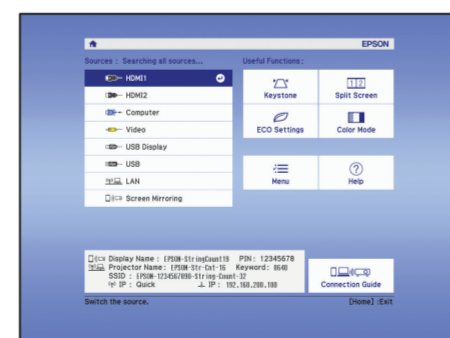 EPSON
Sources : Searching all sources...
HDMI1
HDMI2
Computer
Video
USB Display
USB
LAN
Screen Mirroring
Useful Functions :
Keystone
Split Screen
ECO Settings
Color Mode
Menu
Help
Display Name : EPSON-StringCount19 PIN: 12345678
Projector Name : EPSON-Str-Cnt-16 Keyword: 8640
SSID : EPSON-1234567890-String-Count-32
IP : Quick IP : 192.168.200.100
Connection Guide
Switch the source.
[Home] :Exit